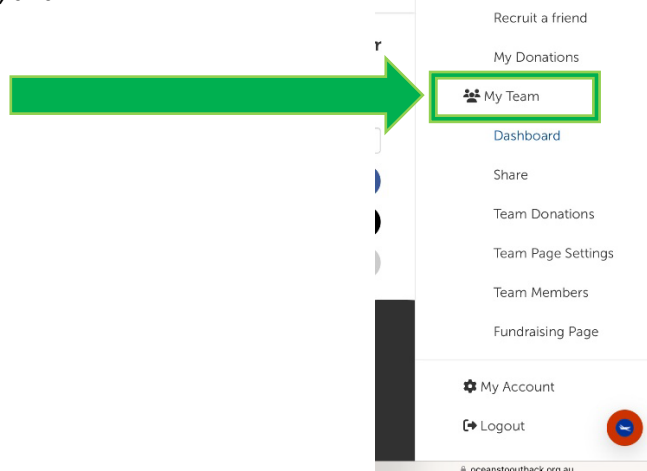 Recruit a friend
My Donations
My Team
Dashboard
Share
Team Donations
Team Page Settings
Team Members
Fundraising Page
My Account
Logout
oceanstooutback.org.au